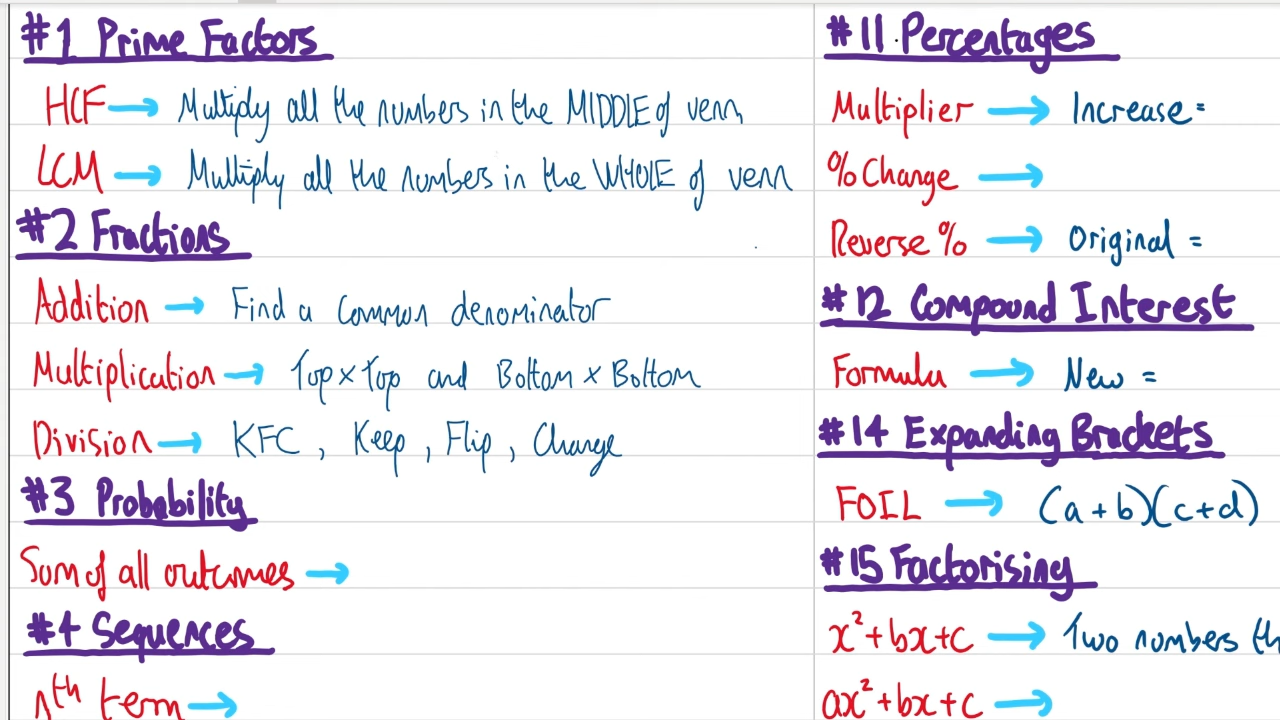 #1 Prime Factors
HCF → Multiply all the numbers in the MIDDLE of venn
LCM → Multiply all the numbers in the WHOLE of venn
#2 Fractions
Addition → Find a common denominator
Multiplication → Top × Top and Bottom × Bottom
Division → KFC, Keep, Flip, Change
#3 Probability
Sum of all outcomes →
#4 Sequences
nth term →
#11 Percentages
Multiplier → Increase =
% Change →
Reverse % → Original =
#12 Compound Interest
Formula → New =
#14 Expanding Brackets
FOIL → (a+b)(c+d)
#15 Factorising
x²+bx+c → Two numbers th
ax²+bx+c →